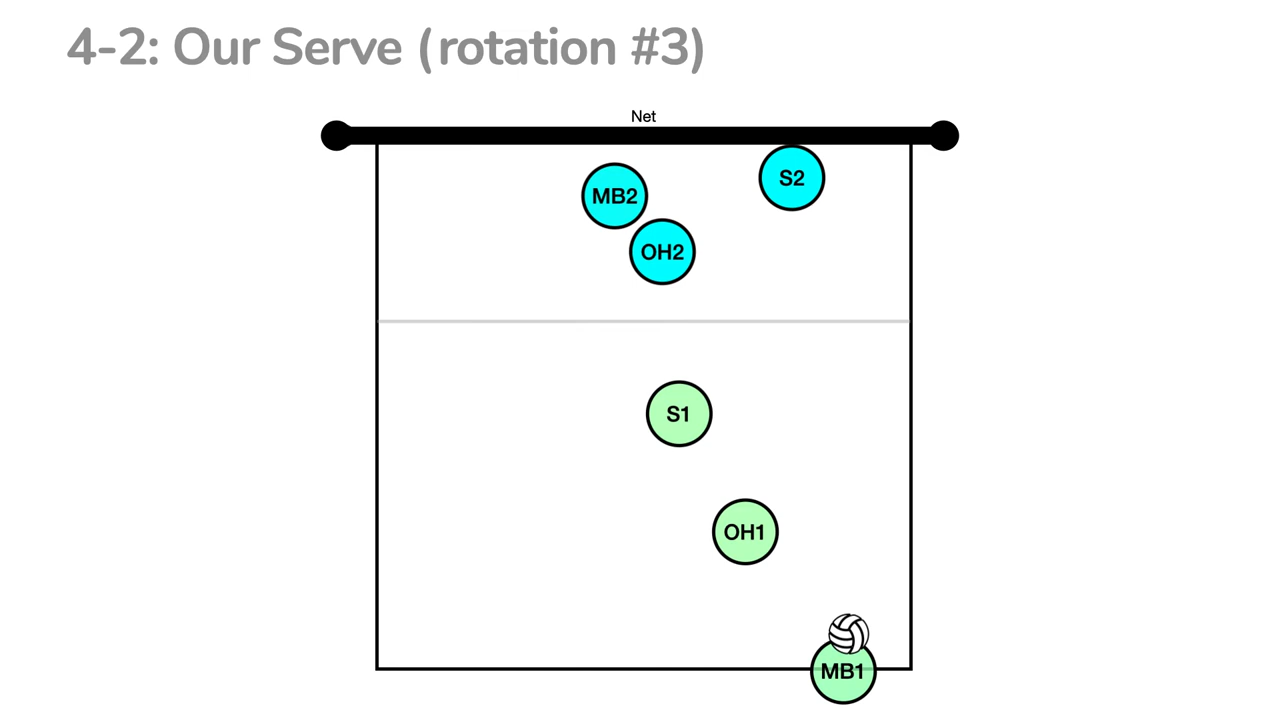 4-2: Our Serve (rotation #3)
Net
S2
MB2
OH2
S1
OH1
MB1